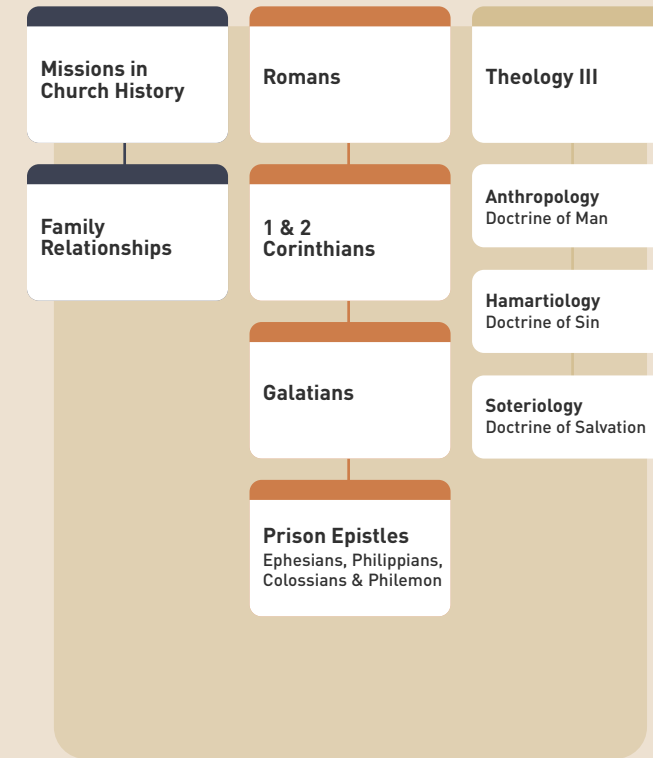 Missions in
Church History
Family
Relationships
Romans
1 & 2
Corinthians
Galatians
Prison Epistles
Ephesians, Philippians,
Colossians & Philemon
Theology III
Anthropology
Doctrine of Man
Hamartiology
Doctrine of Sin
Soteriology
Doctrine of Salvation